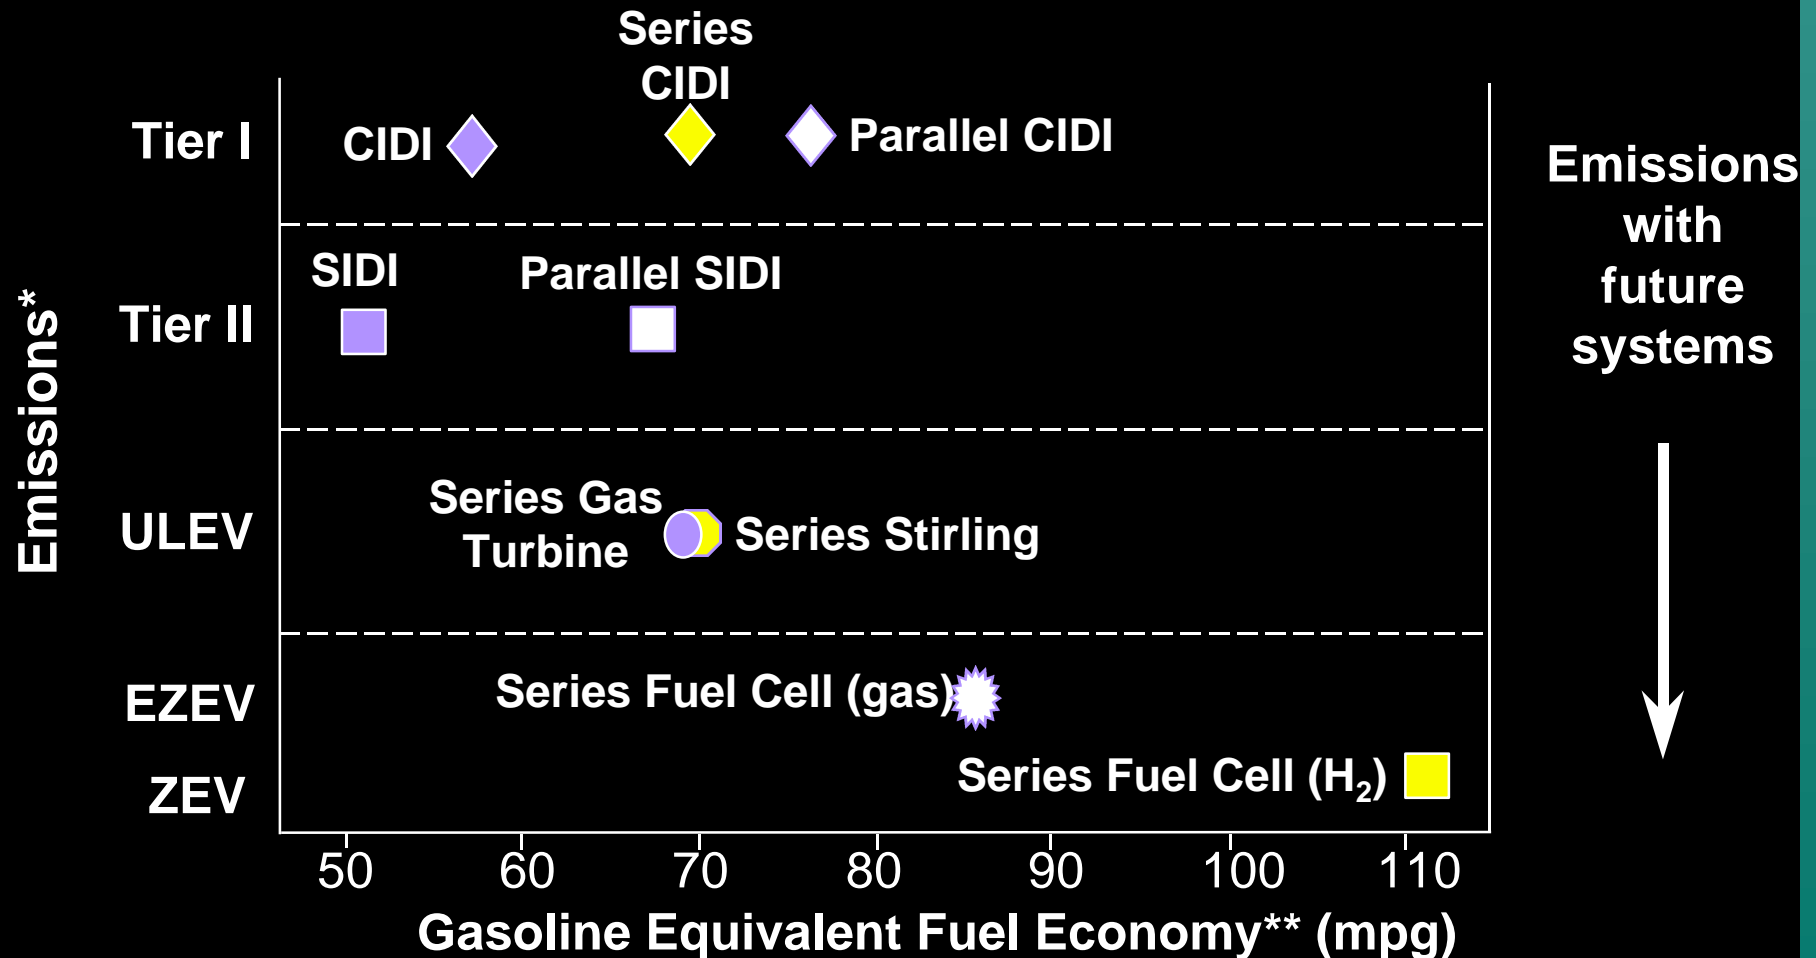 Series
CIDI
Tier I
CIDI
Parallel CIDI
Emissions
with
future
systems
SIDI
Parallel SIDI
Tier II
Emissions*
Series Gas
Turbine
Series Stirling
ULEV
EZEV
Series Fuel Cell (gas)
ZEV
Series Fuel Cell (H₂)
50 60 70 80 90 100 110
Gasoline Equivalent Fuel Economy** (mpg)